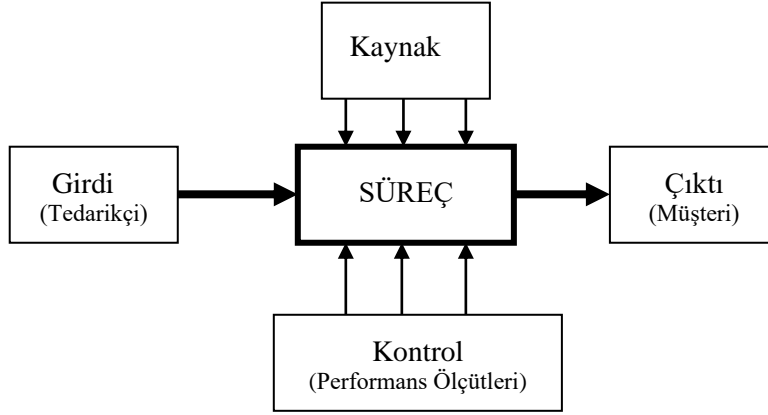 Kaynak
Girdi
(Tedarikçi)
SÜREÇ
Çıktı
(Müşteri)
Kontrol
(Performans Ölçütleri)